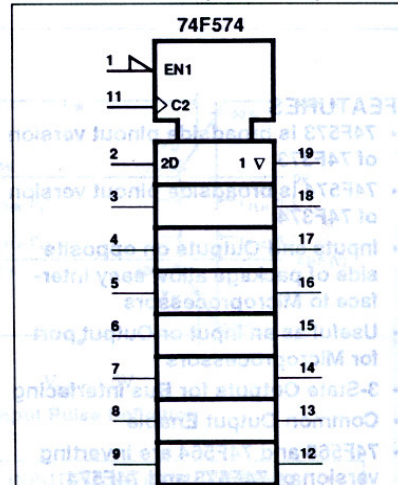 74F574
1 EN1
11 C2
2 2D 1 ▽ 19
3 18
4 17
5 16
6 15
7 14
8 13
9 12
FEATURES
• 74F573 is broadside pinout version
of 74F373
• 74F574 is broadside pinout version
of 74F374
• Inputs and Outputs on opposite
side of package allow easy inter-
face to Microprocessors
• Useful as an Input or Output port
for Microprocessors
• 3-State Outputs for Bus interfacing
• Common Output Enable
• 74F563 and 74F564 are inverting
version of 74F573 and 74F574